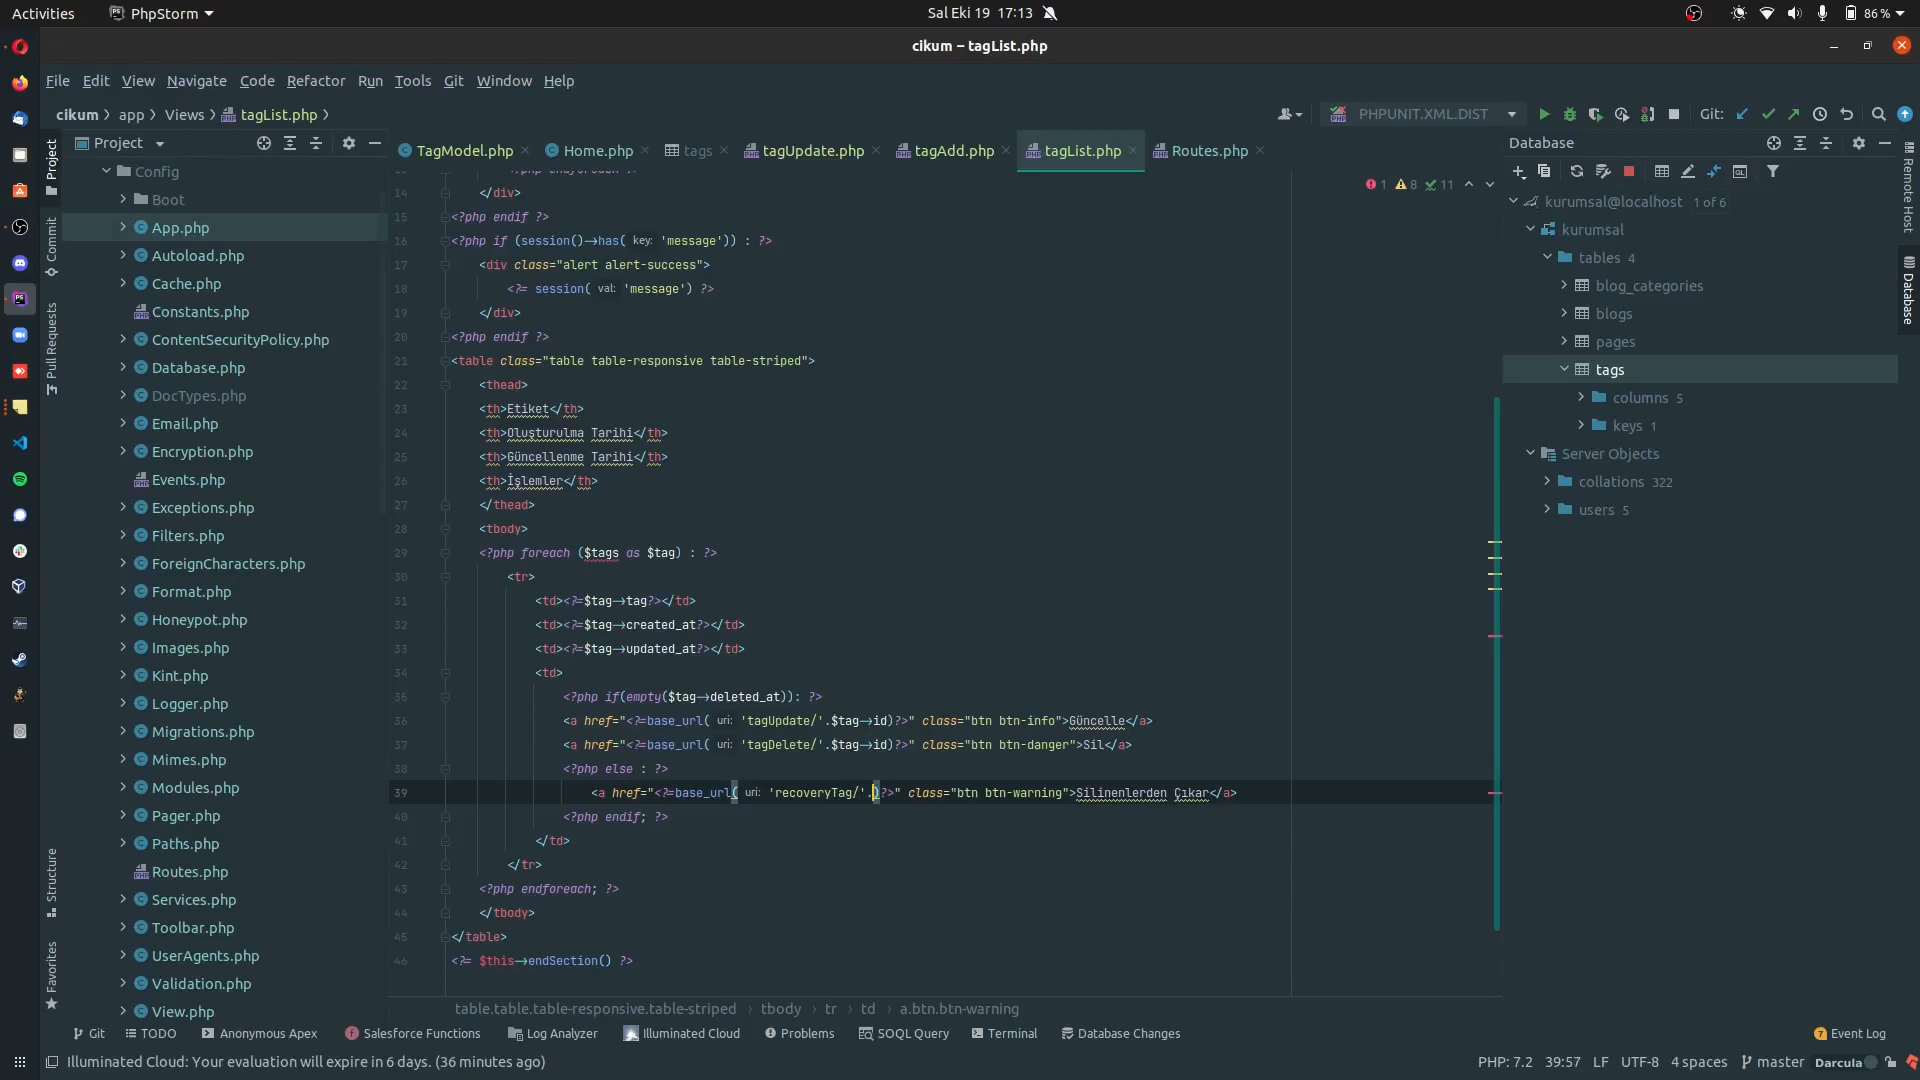 Activities PhpStorm Sal Eki 19 17:13 86 %
cikum – tagList.php
File Edit View Navigate Code Refactor Run Tools Git Window Help
cikum app Views tagList.php PHPUNIT.XML.DIST Git:
Project TagModel.php Home.php tags tagUpdate.php tagAdd.php tagList.php Routes.php Database
1 8 11
Config
Boot
App.php
Autoload.php
Cache.php
Constants.php
ContentSecurityPolicy.php
Database.php
DocTypes.php
Email.php
Encryption.php
Events.php
Exceptions.php
Filters.php
ForeignCharacters.php
Format.php
Honeypot.php
Images.php
Kint.php
Logger.php
Migrations.php
Mimes.php
Modules.php
Pager.php
Paths.php
Routes.php
Services.php
Toolbar.php
UserAgents.php
Validation.php
View.php
Project
Commit
Pull Requests
Structure
Favorites
14 </div>
15 <?php endif ?>
16 <?php if (session()->has( key: 'message')) : ?>
17 <div class="alert alert-success">
18 <?= session( val: 'message') ?>
19 </div>
20 <?php endif ?>
21 <table class="table table-responsive table-striped">
22 <thead>
23 <th>Etiket</th>
24 <th>Oluşturulma Tarihi</th>
25 <th>Güncellenme Tarihi</th>
26 <th>İşlemler</th>
27 </thead>
28 <tbody>
29 <?php foreach ($tags as $tag) : ?>
30 <tr>
31 <td><?=$tag->tag?></td>
32 <td><?=$tag->created_at?></td>
33 <td><?=$tag->updated_at?></td>
34 <td>
35 <?php if(empty($tag->deleted_at)): ?>
36 <a href="<?=base_url( uri: 'tagUpdate/'.$tag->id)?>" class="btn btn-info">Güncelle</a>
37 <a href="<?=base_url( uri: 'tagDelete/'.$tag->id)?>" class="btn btn-danger">Sil</a>
38 <?php else : ?>
39 <a href="<?=base_url( uri: 'recoveryTag/'.)?>" class="btn btn-warning">Silinenlerden Çıkar</a>
40 <?php endif; ?>
41 </td>
42 </tr>
43 <?php endforeach; ?>
44 </tbody>
45 </table>
46 <?= $this->endSection() ?>
table.table.table-responsive.table-striped tbody tr td a.btn.btn-warning
kurumsal@localhost 1 of 6
kurumsal
tables 4
blog_categories
blogs
pages
tags
columns 5
keys 1
Server Objects
collations 322
users 5
Remote Host
Database
Git TODO Anonymous Apex Salesforce Functions Log Analyzer Illuminated Cloud Problems SOQL Query Terminal Database Changes 7 Event Log
Illuminated Cloud: Your evaluation will expire in 6 days. (36 minutes ago) PHP: 7.2 39:57 LF UTF-8 4 spaces master Darcula